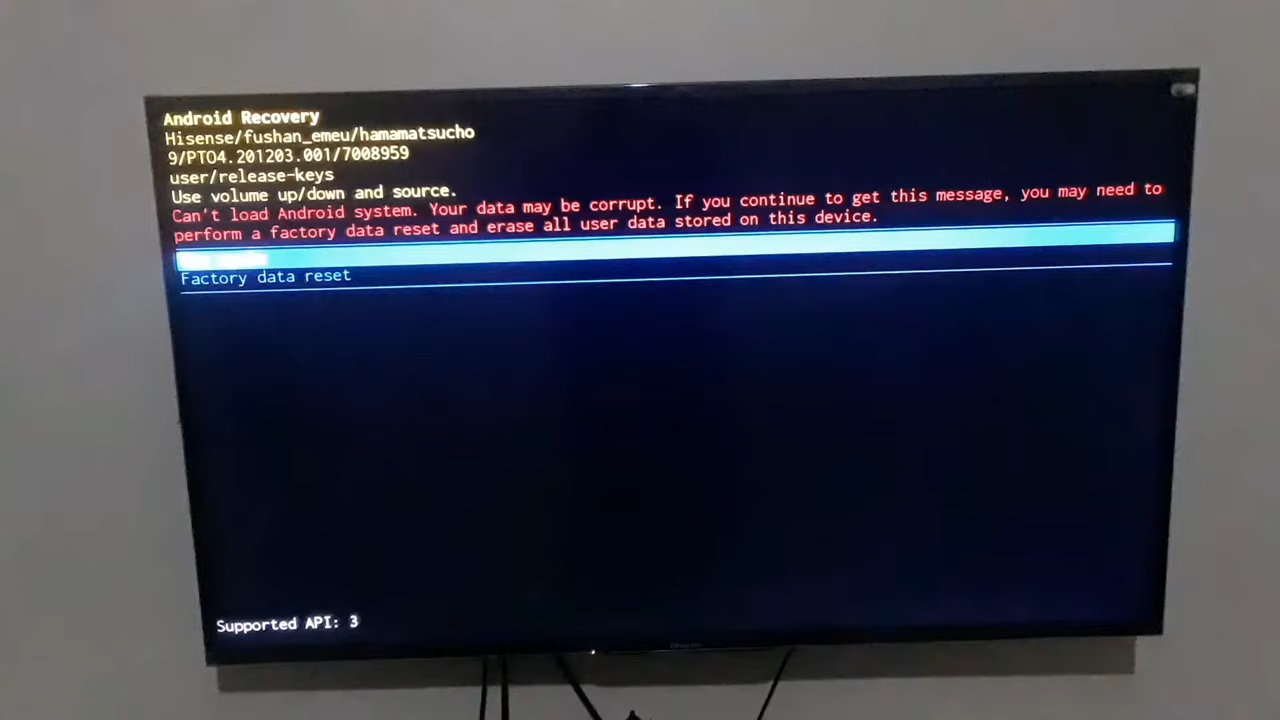 Android Recovery
Hisense/fushan_emeu/hamamatsucho
9/PTO4.201203.001/7008959
user/release-keys
Use volume up/down and source.
Can't load Android system. Your data may be corrupt. If you continue to get this message, you may need to
perform a factory data reset and erase all user data stored on this device.
Factory data reset
Supported API: 3